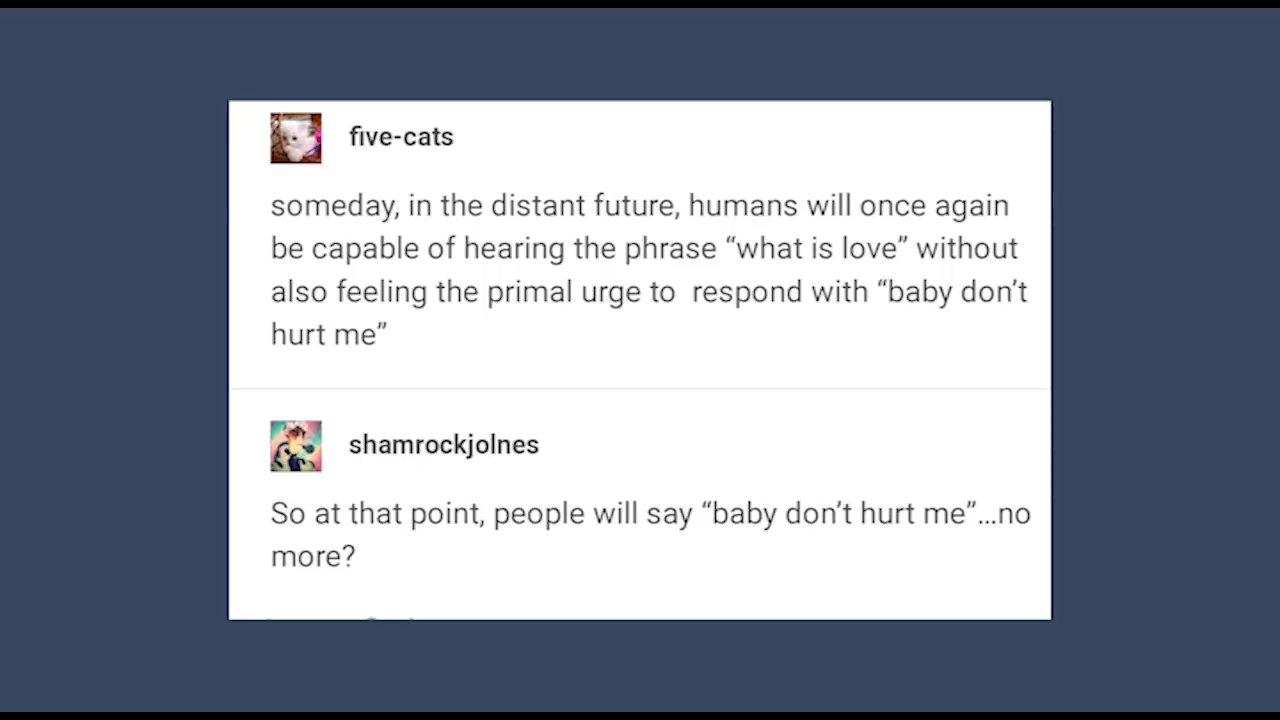 five-cats
someday, in the distant future, humans will once again
be capable of hearing the phrase “what is love” without
also feeling the primal urge to  respond with “baby don’t
hurt me”
shamrockjolnes
So at that point, people will say “baby don’t hurt me”...no
more?